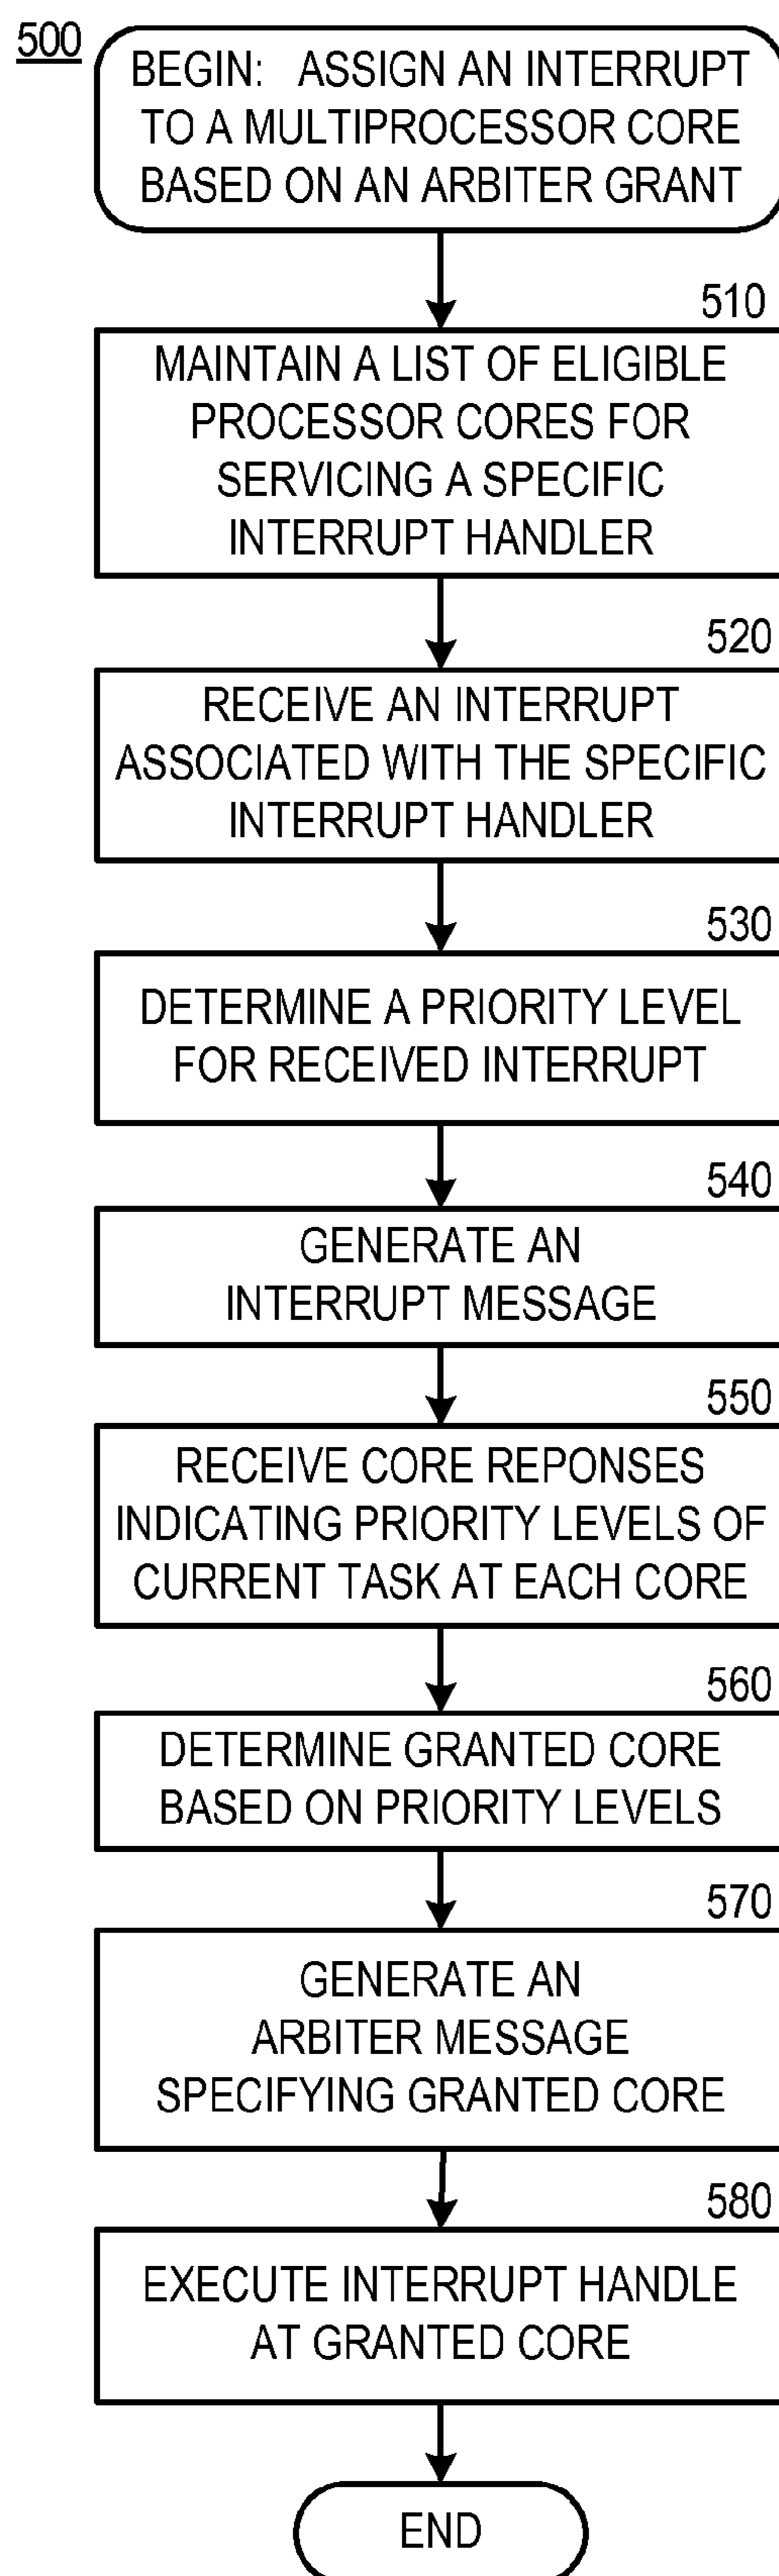 500
BEGIN: ASSIGN AN INTERRUPT
TO A MULTIPROCESSOR CORE
BASED ON AN ARBITER GRANT
510
MAINTAIN A LIST OF ELIGIBLE
PROCESSOR CORES FOR
SERVICING A SPECIFIC
INTERRUPT HANDLER
520
RECEIVE AN INTERRUPT
ASSOCIATED WITH THE SPECIFIC
INTERRUPT HANDLER
530
DETERMINE A PRIORITY LEVEL
FOR RECEIVED INTERRUPT
540
GENERATE AN
INTERRUPT MESSAGE
550
RECEIVE CORE REPONSES
INDICATING PRIORITY LEVELS OF
CURRENT TASK AT EACH CORE
560
DETERMINE GRANTED CORE
BASED ON PRIORITY LEVELS
570
GENERATE AN
ARBITER MESSAGE
SPECIFYING GRANTED CORE
580
EXECUTE INTERRUPT HANDLE
AT GRANTED CORE
END